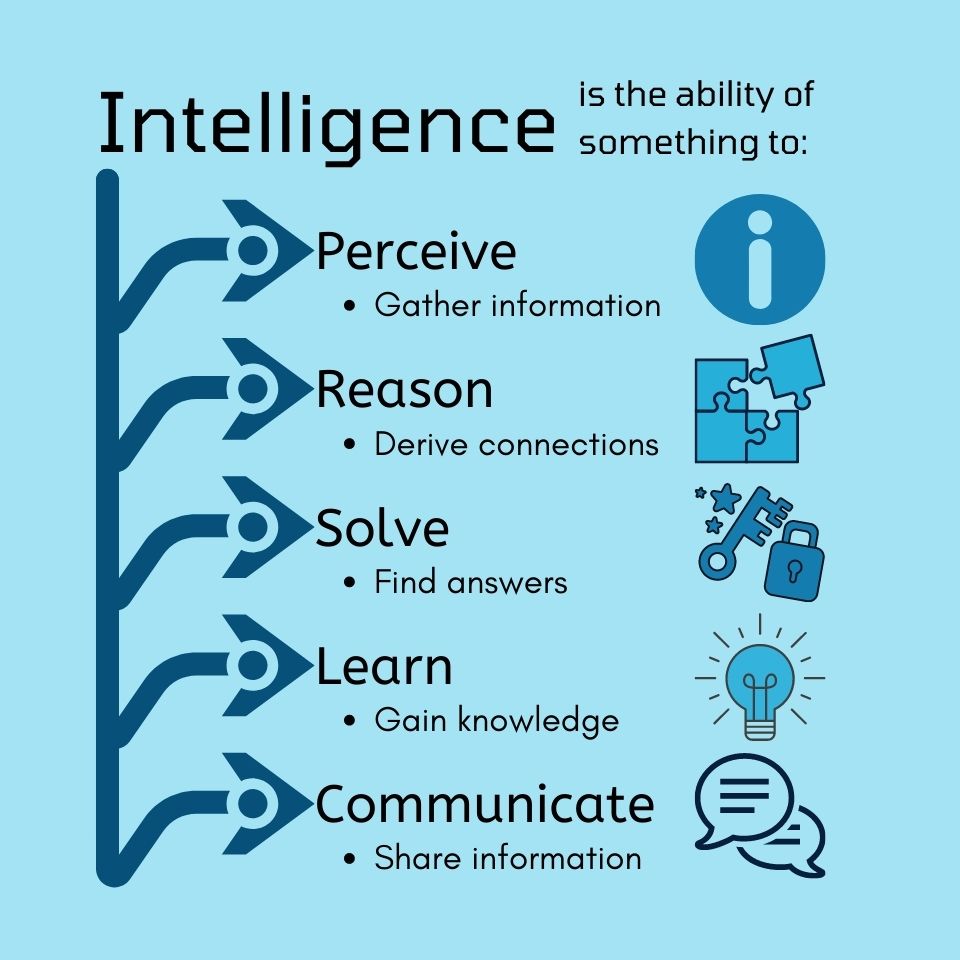 Intelligence
is the ability of
something to:
Perceive
• Gather information
Reason
• Derive connections
Solve
• Find answers
Learn
• Gain knowledge
Communicate
• Share information